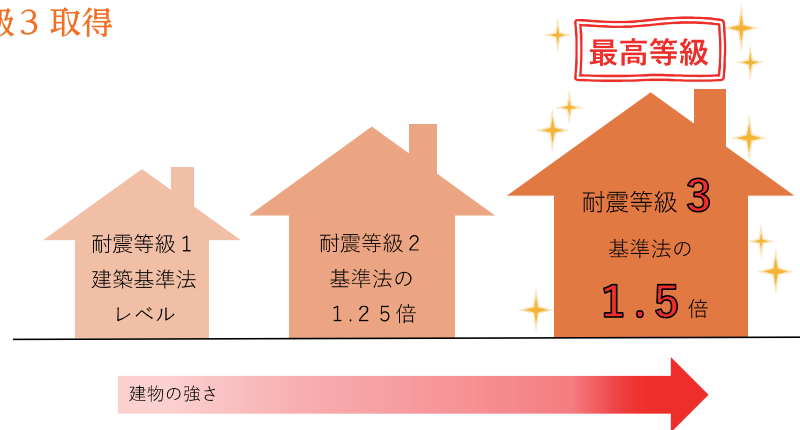 級3 取得
最高等級
耐震等級1
建築基準法
レベル
耐震等級2
基準法の
1.25倍
耐震等級3
基準法の
1.5倍
建物の強さ